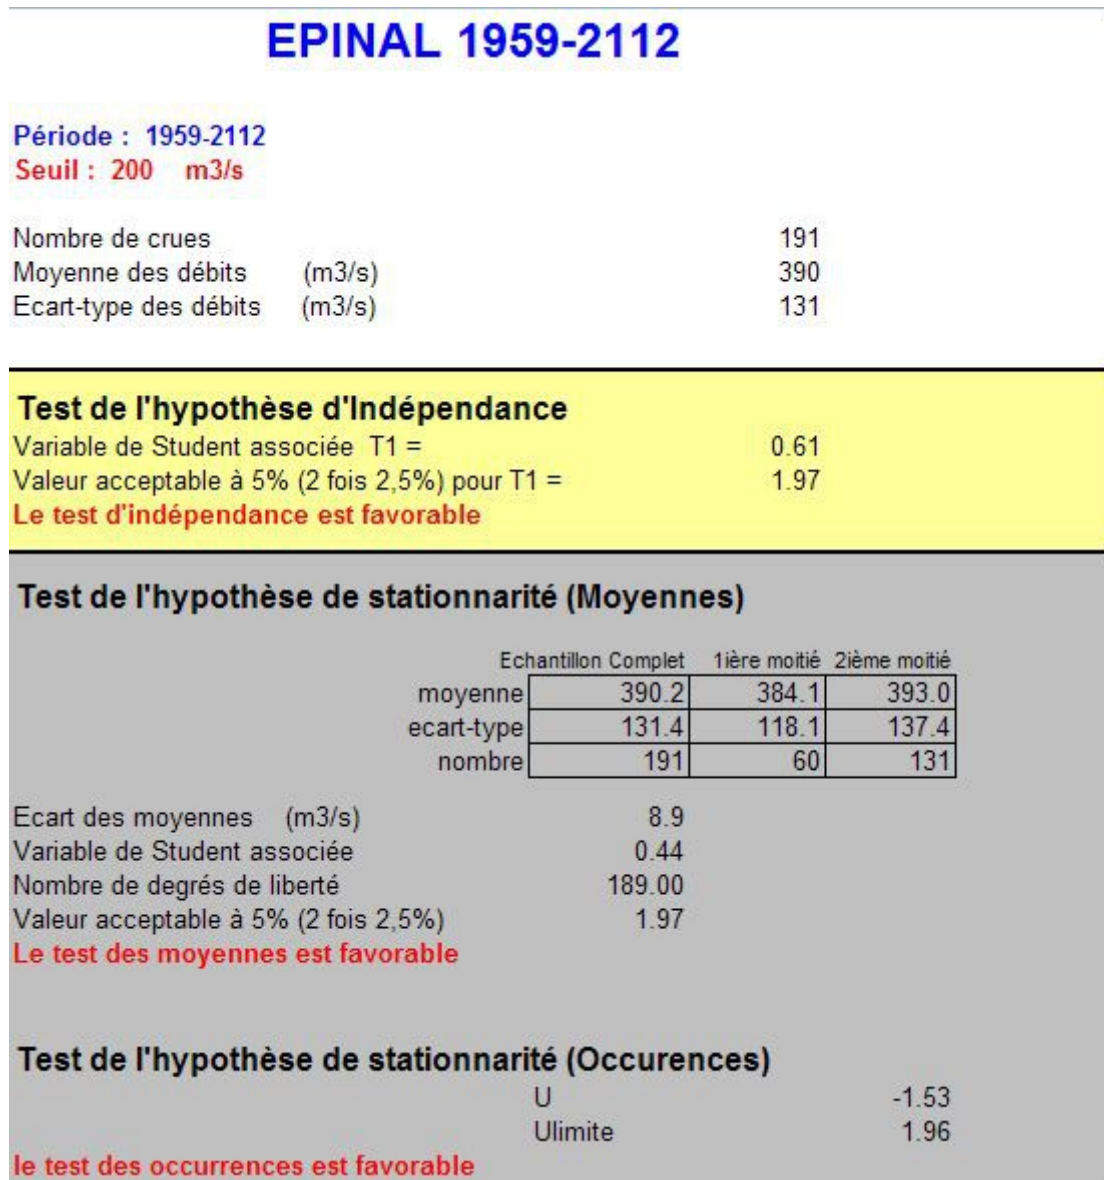 EPINAL 1959-2112
Période : 1959-2112
Seuil : 200 m3/s
Nombre de crues 191
Moyenne des débits (m3/s) 390
Ecart-type des débits (m3/s) 131
Test de l'hypothèse d'Indépendance
Variable de Student associée T1 = 0.61
Valeur acceptable à 5% (2 fois 2,5%) pour T1 = 1.97
Le test d'indépendance est favorable
Test de l'hypothèse de stationnarité (Moyennes)
Echantillon Complet 1ière moitié 2ième moitié
moyenne 390.2 384.1 393.0
ecart-type 131.4 118.1 137.4
nombre 191 60 131
Ecart des moyennes (m3/s) 8.9
Variable de Student associée 0.44
Nombre de degrés de liberté 189.00
Valeur acceptable à 5% (2 fois 2,5%) 1.97
Le test des moyennes est favorable
Test de l'hypothèse de stationnarité (Occurences)
U -1.53
Ulimite 1.96
le test des occurrences est favorable